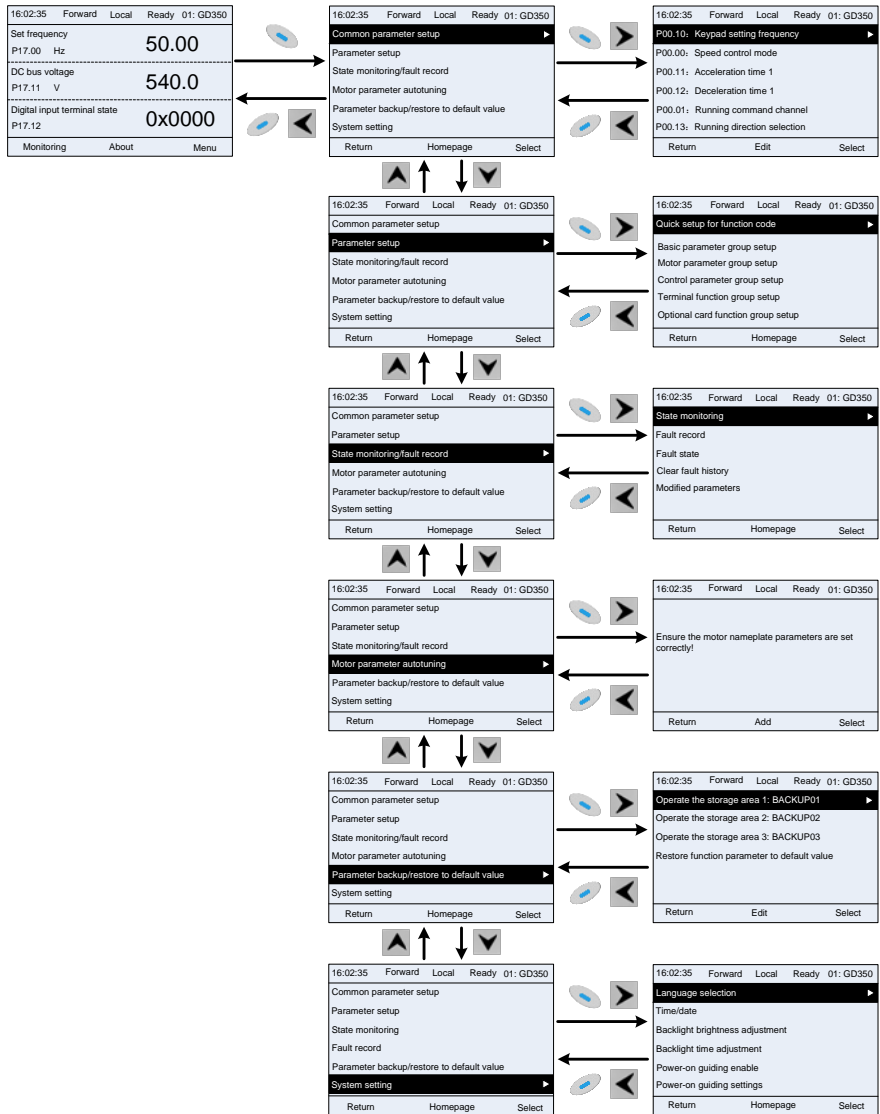 16:02:35 Forward Local Ready 01: GD350
Set frequency
P17.00 Hz 50.00
DC bus voltage
P17.11 V 540.0
Digital input terminal state
P17.12 0x0000
Monitoring About Menu
16:02:35 Forward Local Ready 01: GD350
Common parameter setup
Parameter setup
State monitoring/fault record
Motor parameter autotuning
Parameter backup/restore to default value
System setting
Return Homepage Select
16:02:35 Forward Local Ready 01: GD350
P00.10: Keypad setting frequency
P00.00: Speed control mode
P00.11: Acceleration time 1
P00.12: Deceleration time 1
P00.01: Running command channel
P00.13: Running direction selection
Return Edit Select
16:02:35 Forward Local Ready 01: GD350
Common parameter setup
Parameter setup
State monitoring/fault record
Motor parameter autotuning
Parameter backup/restore to default value
System setting
Return Homepage Select
16:02:35 Forward Local Ready 01: GD350
Quick setup for function code
Basic parameter group setup
Motor parameter group setup
Control parameter group setup
Terminal function group setup
Optional card function group setup
Return Homepage Select
16:02:35 Forward Local Ready 01: GD350
Common parameter setup
Parameter setup
State monitoring/fault record
Motor parameter autotuning
Parameter backup/restore to default value
System setting
Return Homepage Select
16:02:35 Forward Local Ready 01: GD350
State monitoring
Fault record
Fault state
Clear fault history
Modified parameters
Return Homepage Select
16:02:35 Forward Local Ready 01: GD350
Common parameter setup
Parameter setup
State monitoring/fault record
Motor parameter autotuning
Parameter backup/restore to default value
System setting
Return Homepage Select
16:02:35 Forward Local Ready 01: GD350
Ensure the motor nameplate parameters are set
correctly!
Return Add Select
16:02:35 Forward Local Ready 01: GD350
Common parameter setup
Parameter setup
State monitoring/fault record
Motor parameter autotuning
Parameter backup/restore to default value
System setting
Return Homepage Select
16:02:35 Forward Local Ready 01: GD350
Operate the storage area 1: BACKUP01
Operate the storage area 2: BACKUP02
Operate the storage area 3: BACKUP03
Restore function parameter to default value
Return Edit Select
16:02:35 Forward Local Ready 01: GD350
Common parameter setup
Parameter setup
State monitoring
Fault record
Parameter backup/restore to default value
System setting
Return Homepage Select
16:02:35 Forward Local Ready 01: GD350
Language selection
Time/date
Backlight brightness adjustment
Backlight time adjustment
Power-on guiding enable
Power-on guiding settings
Return Homepage Select